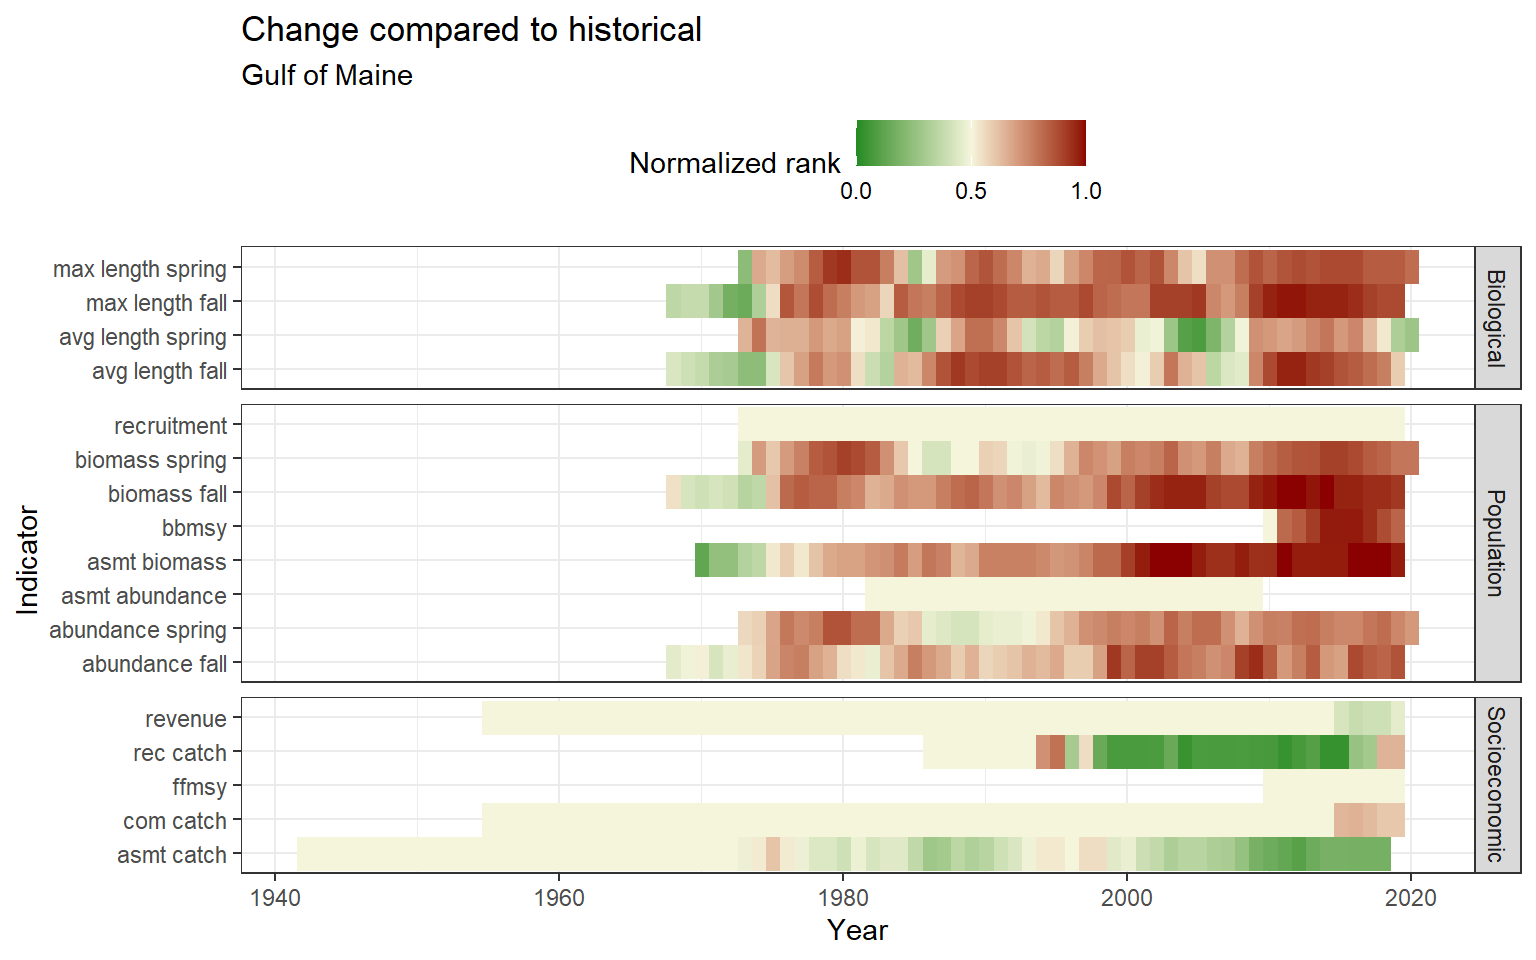 Change compared to historical
Gulf of Maine
Normalized rank
0.0 0.5 1.0
Indicator
max length spring
max length fall
avg length spring
avg length fall
Biological
recruitment
biomass spring
biomass fall
bbmsy
asmt biomass
asmt abundance
abundance spring
abundance fall
Population
revenue
rec catch
ffmsy
com catch
asmt catch
Socioeconomic
1940 1960 1980 2000 2020
Year